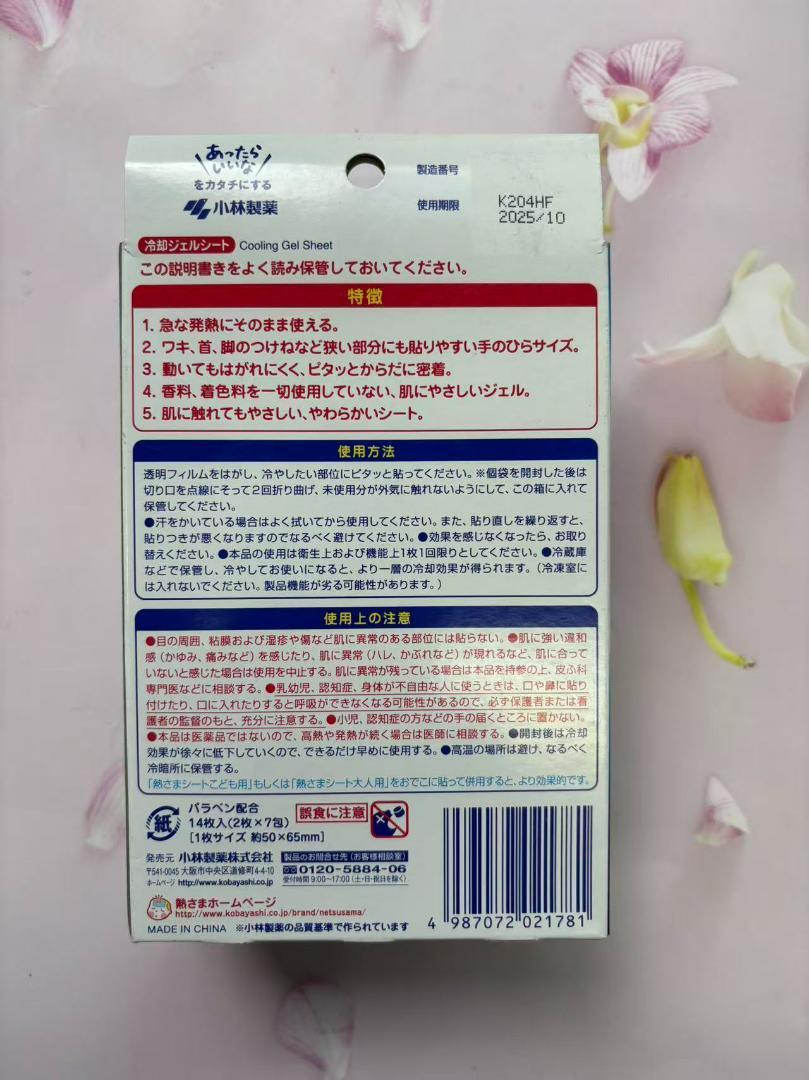 あったら
いいな
をカタチにする
小林製薬
製造番号
K204HF
使用期限
2025/10
冷却ジェルシート Cooling Gel Sheet
この説明書きをよく読み保管しておいてください。
特徴
1. 急な発熱にそのまま使える。
2. ワキ、首、脚のつけねなど狭い部分にも貼りやすい手のひらサイズ。
3. 動いてもはがれにくく、ピタッとからだに密着。
4. 香料、着色料を一切使用していない、肌にやさしいジェル。
5. 肌に触れてもやさしい、やわらかいシート。
使用方法
透明フィルムをはがし、冷やしたい部位にピタッと貼ってください。※個袋を開封した後は
切り口を点線にそって2回折り曲げ、未使用分が外気に触れないようにして、この箱に入れて
保管してください。
●汗をかいている場合はよく拭いてから使用してください。また、貼り直しを繰り返すと、
貼りつきが悪くなりますのでなるべく避けてください。●効果を感じなくなったら、お取り
替えください。●本品の使用は衛生上および機能上1枚1回限りとしてください。●冷蔵庫
などで保管し、冷やしてお使いになると、より一層の冷却効果が得られます。(冷凍室に
は入れないでください。製品機能が劣る可能性があります。)
使用上の注意
●目の周囲、粘膜および湿疹や傷など肌に異常のある部位には貼らない。●肌に強い違和
感(かゆみ、痛みなど)を感じたり、肌に異常(ハレ、かぶれなど)が現れるなど、肌に合って
いないと感じた場合は使用を中止する。肌に異常が残っている場合は本品を持参の上、皮ふ科
専門医などに相談する。●乳幼児、認知症、身体が不自由な人に使うときは、口や鼻に貼り
付けたり、口に入れたりすると呼吸ができなくなる可能性があるので、必ず保護者または看
護者の監督のもと、充分に注意する。●小児、認知症の方などの手の届くところに置かない。
●本品は医薬品ではないので、高熱や発熱が続く場合は医師に相談する。●開封後は冷却
効果が徐々に低下していくので、できるだけ早めに使用する。●高温の場所は避け、なるべく
冷暗所に保管する。
「熱さまシートこども用」もしくは「熱さまシート大人用」をおでこに貼って併用すると、より効果的です。
紙
パラベン配合
14枚入(2枚×7包)
[1枚サイズ 約50×65mm]
誤食に注意
発売元 小林製薬株式会社
〒541-0045 大阪市中央区道修町4-4-10
ホームページ http://www.kobayashi.co.jp
製品のお問合せ先(お客様相談室)
0120-5884-06
受付時間 9:00~17:00(土・日・祝日を除く)
熱さまホームページ
http://www.kobayashi.co.jp/brand/netsusama/
MADE IN CHINA ※小林製薬の品質基準で作られています
4 987072 021781